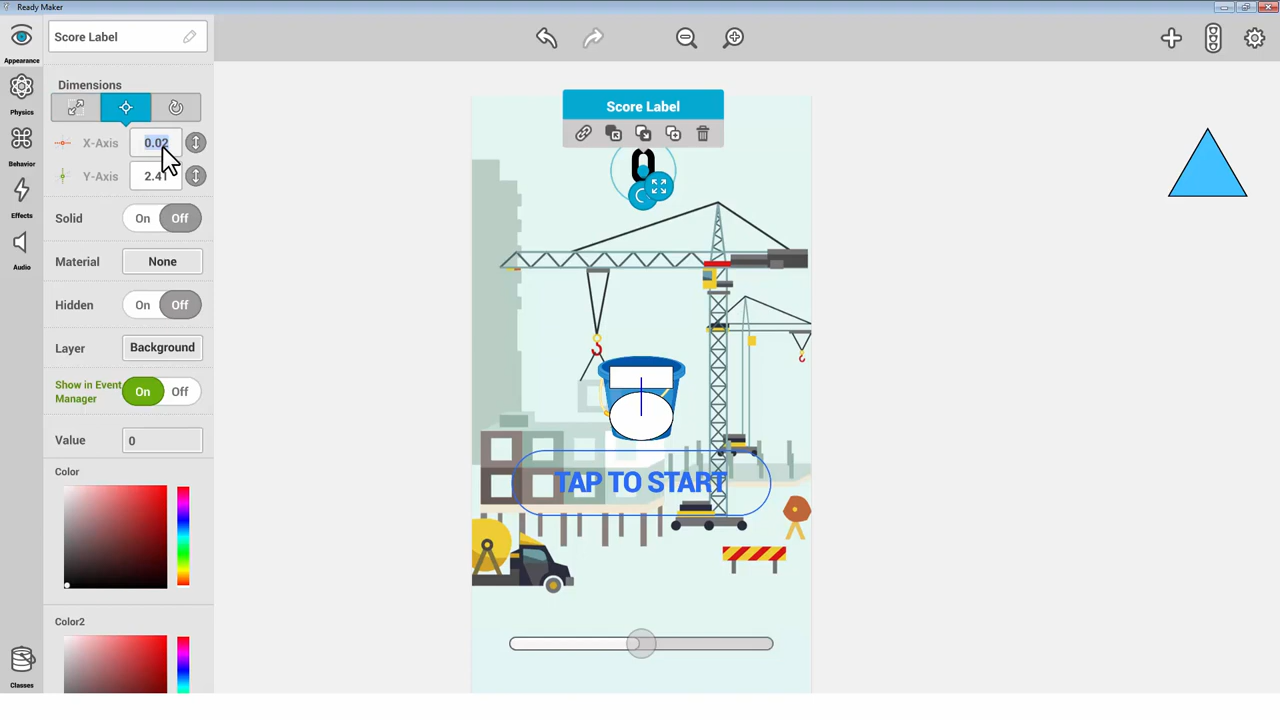 Ready Maker
Score Label
Appearance
Physics
Behavior
Effects
Audio
Classes
Dimensions
X-Axis 0.02
Y-Axis 2.41
Solid On Off
Material None
Hidden On Off
Layer Background
Show in Event On Off
Manager
Value 0
Color
Color2
Score Label
0
TAP TO START